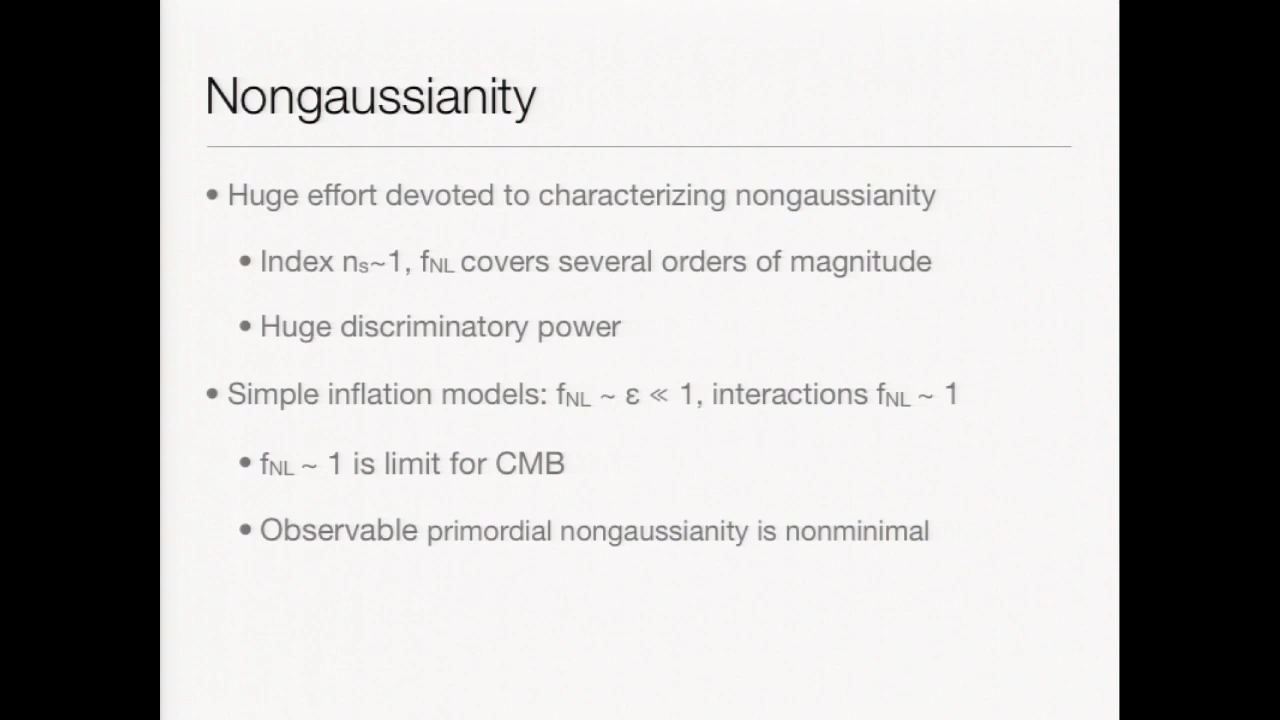 Nongaussianity
• Huge effort devoted to characterizing nongaussianity
• Index ns~1, fNL covers several orders of magnitude
• Huge discriminatory power
• Simple inflation models: fNL ~ ε ≪ 1, interactions fNL ~ 1
• fNL ~ 1 is limit for CMB
• Observable primordial nongaussianity is nonminimal